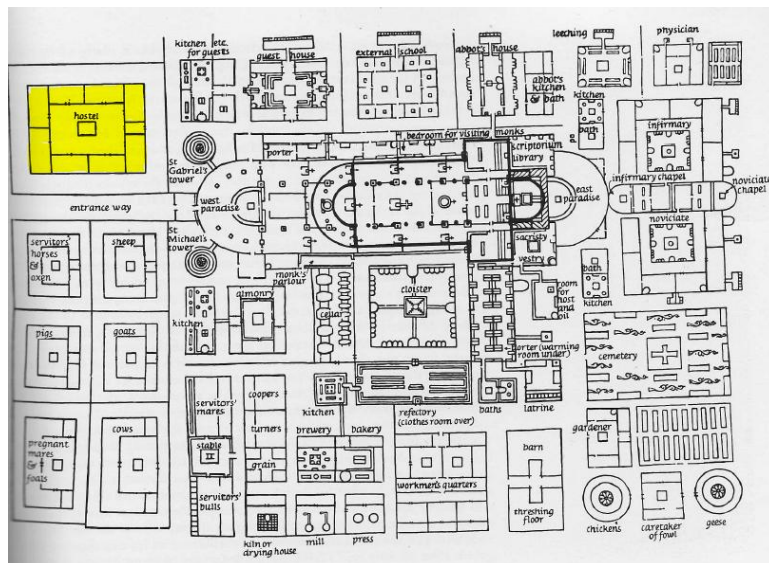 kitchen etc.
for guests
guest house
external school
abbot's house
abbot's
kitchen
& bath
leeching
physician
hostel
kitchen
bath
infirmary
St
Gabriel's
tower
porter
bedroom for visiting monks
scriptorium
library
infirmary chapel
noviciate
chapel
entrance way
west paradise
east
paradise
St
Michael's
tower
sacristy
vestry
noviciate
servitors'
horses
&
oxen
sheep
monk's
parlour
cloister
room
for
host
and
oil
bath
kitchen
kitchen
almonry
cellar
pigs
goats
dorter (warming
room under)
cemetery
servitors'
mares
coopers
turners
grain
kitchen
refectory
(clothes room over)
baths
latrine
pregnant
mares
&
foals
cows
stable
servitors'
bulls
brewery
bakery
workmen's quarters
barn
threshing
floor
gardener
kiln or
drying house
mill
press
chickens
caretaker
of fowl
geese